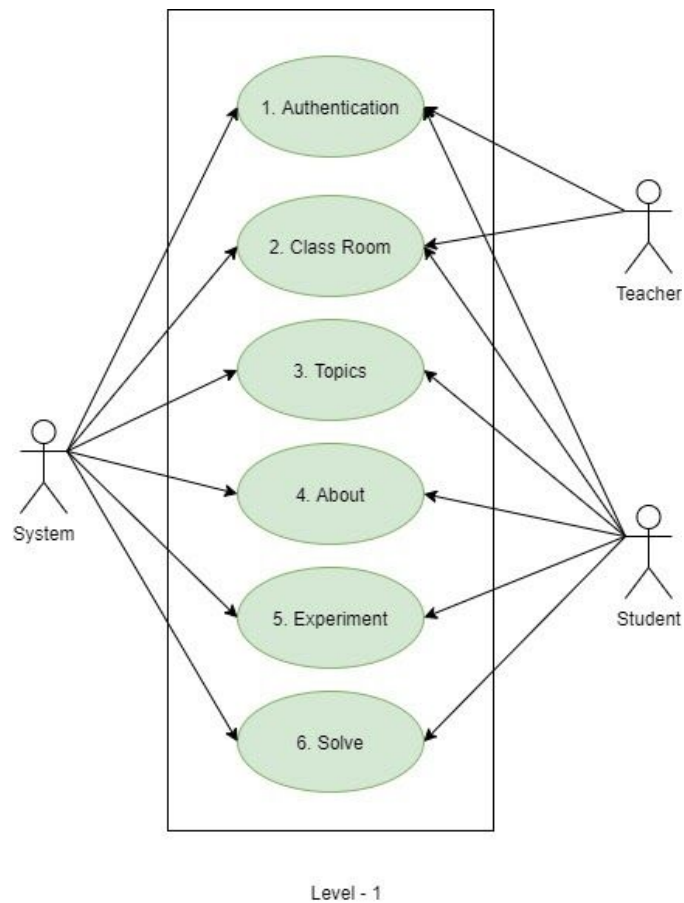 1. Authentication
2. Class Room
Teacher
3. Topics
4. About
System
5. Experiment
Student
6. Solve
Level - 1